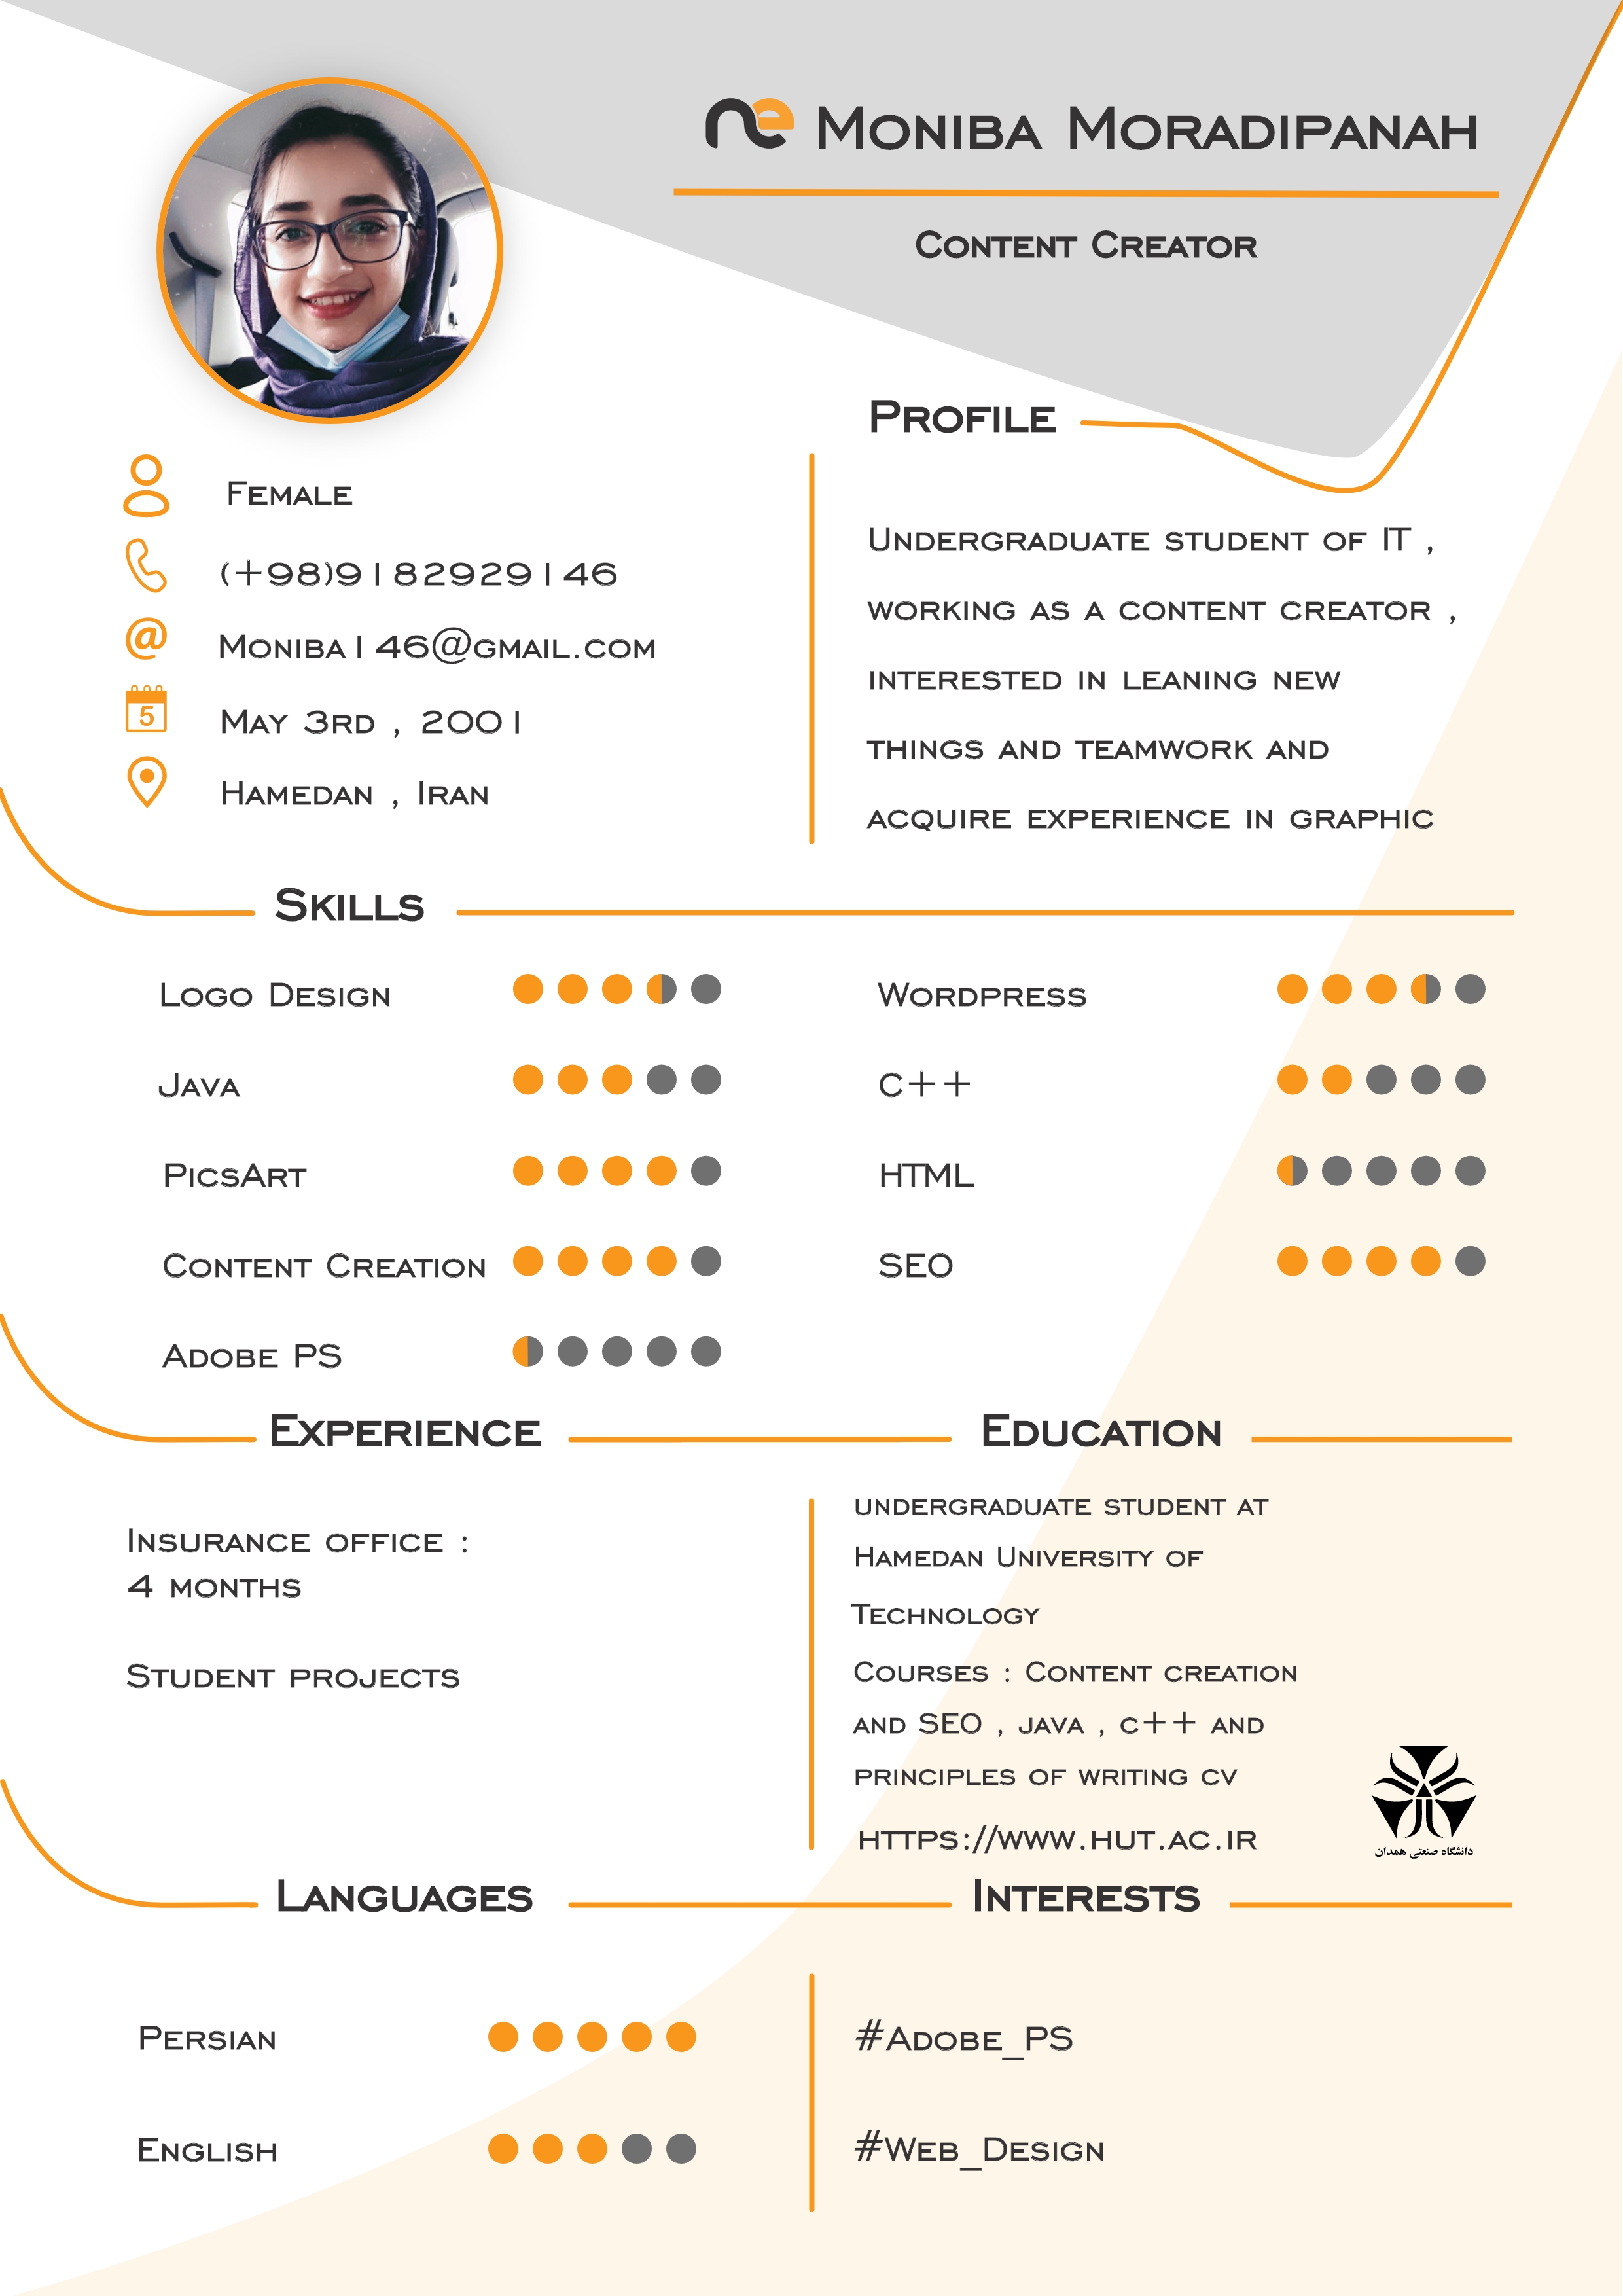 ne Moniba Moradipanah
Content Creator
Female
(+98)9182929146
Moniba146@gmail.com
5
May 3rd , 2001
Hamedan , Iran
Profile
Undergraduate student of IT ,
working as a content creator ,
interested in leaning new
things and teamwork and
acquire experience in graphic
Skills
Logo Design
Java
PicsArt
Content Creation
Adobe PS
Wordpress
C++
HTML
SEO
Experience
Insurance office :
4 months
Student projects
Education
undergraduate student at
Hamedan University of
Technology
Courses : Content creation
and SEO , java , c++ and
principles of writing cv
https://www.hut.ac.ir
دانشگاه صنعتی همدان
Languages
Persian
English
Interests
#Adobe_PS
#Web_Design